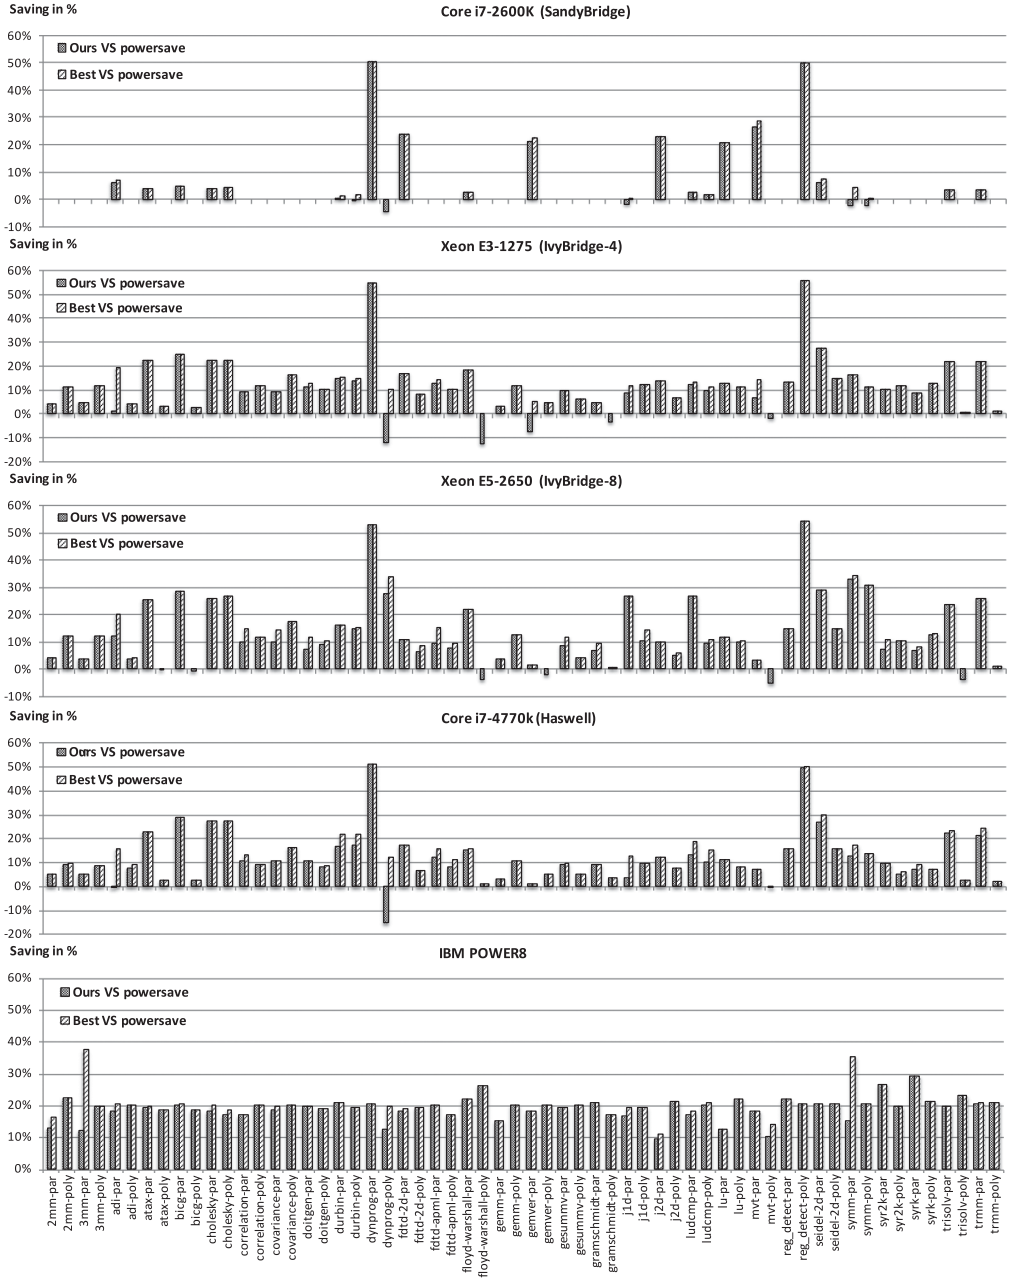 Saving in %
Core i7-2600K (SandyBridge)
60%
50%
40%
30%
20%
10%
0%
-10%
Ours VS powersave
Best VS powersave
Saving in %
Xeon E3-1275 (IvyBridge-4)
60%
50%
40%
30%
20%
10%
0%
-10%
-20%
Ours VS powersave
Best VS powersave
Saving in %
Xeon E5-2650 (IvyBridge-8)
60%
50%
40%
30%
20%
10%
0%
-10%
Ours VS powersave
Best VS powersave
Saving in %
Core i7-4770k (Haswell)
60%
50%
40%
30%
20%
10%
0%
-10%
-20%
Ours VS powersave
Best VS powersave
Saving in %
IBM POWER8
60%
50%
40%
30%
20%
10%
0%
Ours VS powersave
Best VS powersave
2mm-par
2mm-poly
3mm-par
3mm-poly
adi-par
adi-poly
atax-par
atax-poly
bicg-par
bicg-poly
cholesky-par
cholesky-poly
correlation-par
correlation-poly
covariance-par
covariance-poly
doitgen-par
doitgen-poly
durbin-par
durbin-poly
dynprog-par
dynprog-poly
fdtd-2d-par
fdtd-2d-poly
fdtd-apml-par
fdtd-apml-poly
floyd-warshall-par
floyd-warshall-poly
gemm-par
gemm-poly
gemver-par
gemver-poly
gesummv-par
gesummv-poly
gramschmidt-par
gramschmidt-poly
j1d-par
j1d-poly
j2d-par
j2d-poly
ludcmp-par
ludcmp-poly
lu-par
lu-poly
mvt-par
mvt-poly
reg_detect-par
reg_detect-poly
seidel-2d-par
seidel-2d-poly
symm-par
symm-poly
syr2k-par
syr2k-poly
syrk-par
syrk-poly
trisolv-par
trisolv-poly
trmm-par
trmm-poly